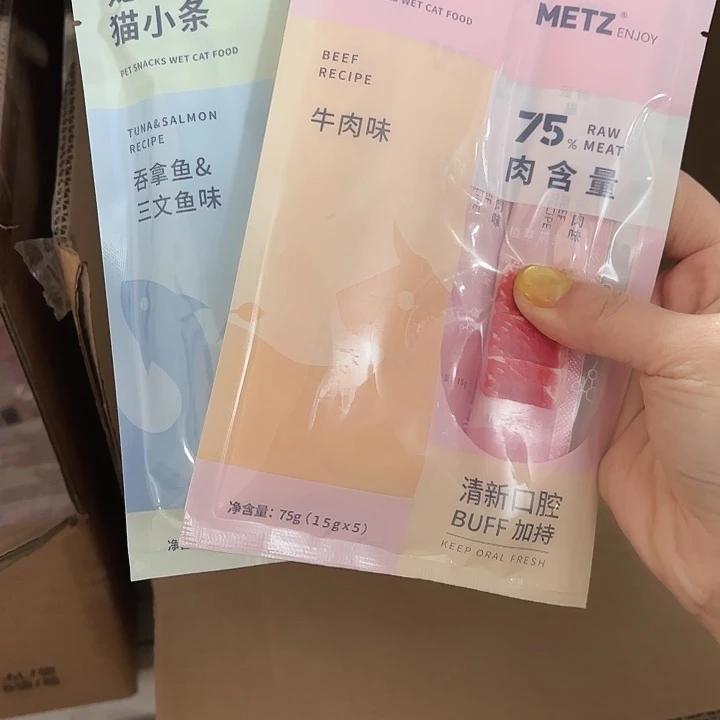 猫小条
PET SNACKS WET CAT FOOD
TUNA&SALMON
RECIPE
吞拿鱼&
三文鱼味
WET CAT FOOD
BEEF
RECIPE
牛肉味
净含量: 75g (15g×5)
METZ®
ENJOY
75% RAW
MEAT
肉含量
清新口腔
BUFF 加持
KEEP ORAL FRESH